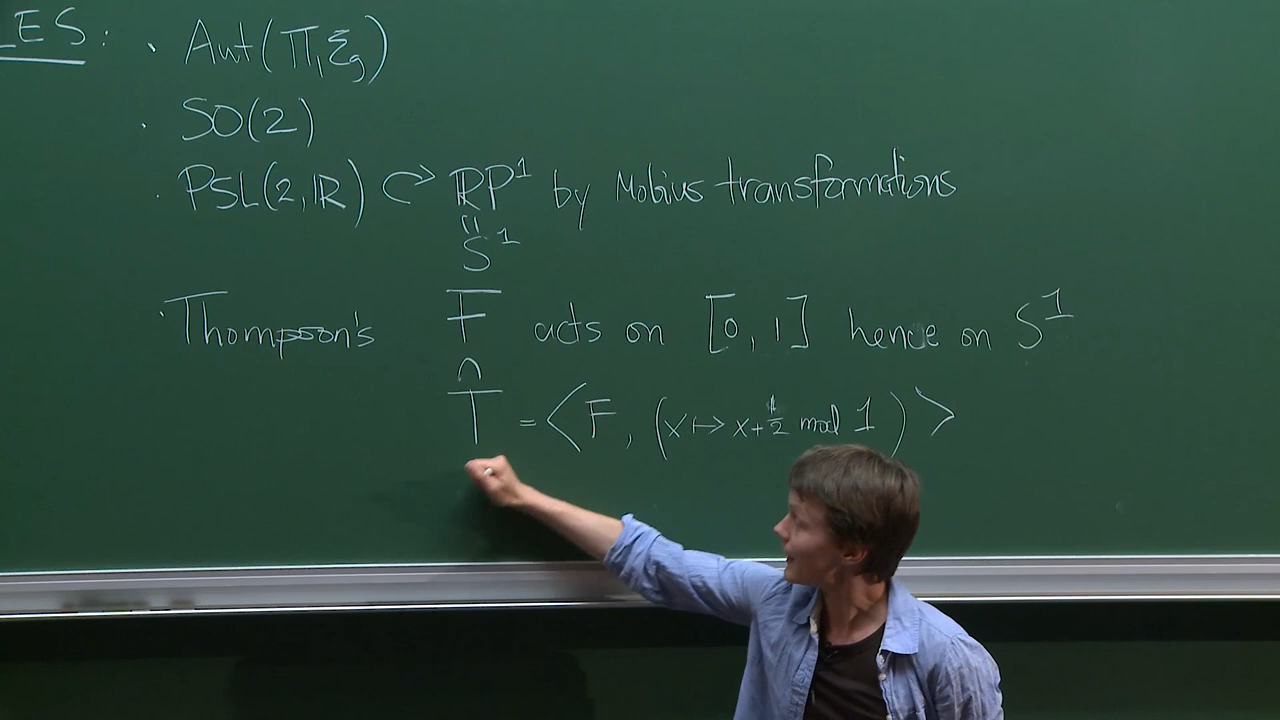 LES: · Aut(π₁Σg)
· SO(2)
· PSL(2,ℝ) ↻ ℝP¹ by Mobius transformations
=
S¹
· Thompson's F acts on [0,1] hence on S¹
∩
T = <F, (x ↦ x+½ mod 1)>